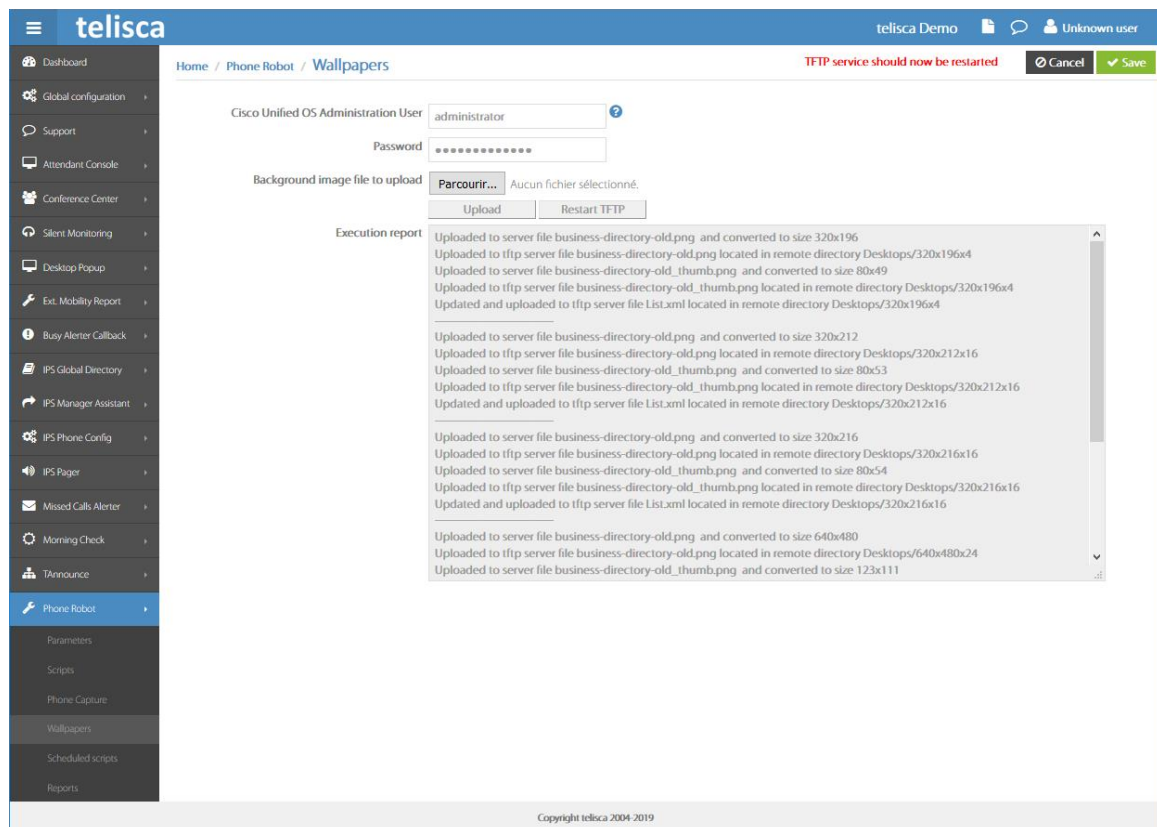 telisca
telisca Demo
Unknown user
Dashboard
Global configuration
Support
Attendant Console
Conference Center
Silent Monitoring
Desktop Popup
Ext. Mobility Report
Busy Alerter Callback
IPS Global Directory
IPS Manager Assistant
IPS Phone Config
IPS Pager
Missed Calls Alerter
Morning Check
TAnnounce
Phone Robot
Parameters
Scripts
Phone Capture
Wallpapers
Scheduled scripts
Reports
Home / Phone Robot / Wallpapers
TFTP service should now be restarted
Cancel
Save
Cisco Unified OS Administration User
administrator
Password
Background image file to upload
Parcourir... Aucun fichier sélectionné.
Upload
Restart TFTP
Execution report
Uploaded to server file business-directory-old.png and converted to size 320x196
Uploaded to tftp server file business-directory-old.png located in remote directory Desktops/320x196x4
Uploaded to server file business-directory-old_thumb.png and converted to size 80x49
Uploaded to tftp server file business-directory-old_thumb.png located in remote directory Desktops/320x196x4
Updated and uploaded to tftp server file List.xml located in remote directory Desktops/320x196x4
Uploaded to server file business-directory-old.png and converted to size 320x212
Uploaded to tftp server file business-directory-old.png located in remote directory Desktops/320x212x16
Uploaded to server file business-directory-old_thumb.png and converted to size 80x53
Uploaded to tftp server file business-directory-old_thumb.png located in remote directory Desktops/320x212x16
Updated and uploaded to tftp server file List.xml located in remote directory Desktops/320x212x16
Uploaded to server file business-directory-old.png and converted to size 320x216
Uploaded to tftp server file business-directory-old.png located in remote directory Desktops/320x216x16
Uploaded to server file business-directory-old_thumb.png and converted to size 80x54
Uploaded to tftp server file business-directory-old_thumb.png located in remote directory Desktops/320x216x16
Updated and uploaded to tftp server file List.xml located in remote directory Desktops/320x216x16
Uploaded to server file business-directory-old.png and converted to size 640x480
Uploaded to tftp server file business-directory-old.png located in remote directory Desktops/640x480x24
Uploaded to server file business-directory-old_thumb.png and converted to size 123x111
Copyright telisca 2004-2019